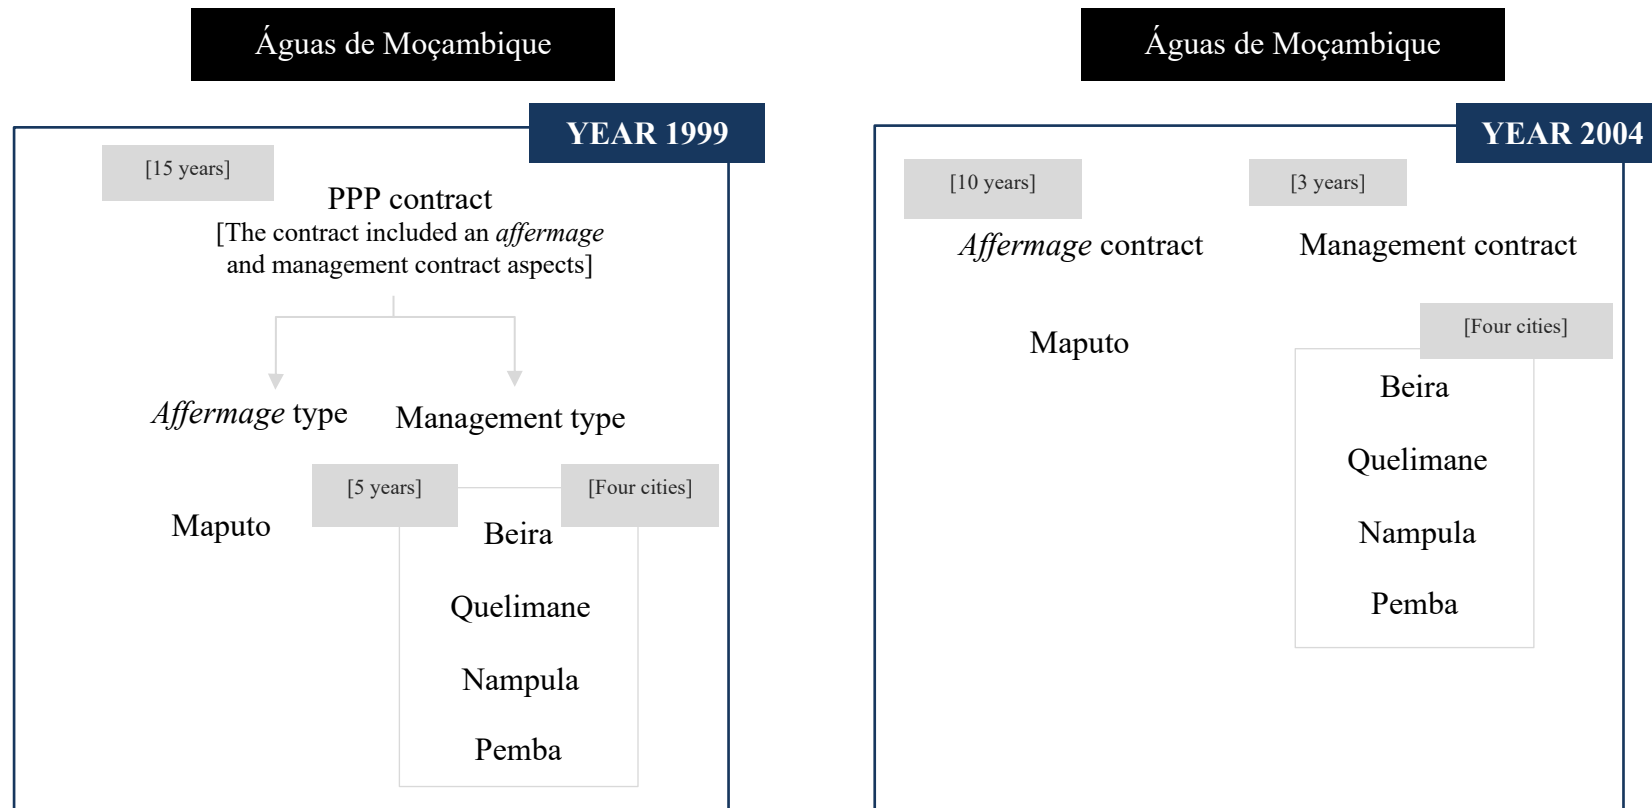 Águas de Moçambique
YEAR 1999
[15 years]
PPP contract
[The contract included an affermage
and management contract aspects]
Affermage type
Management type
Maputo
[5 years]
[Four cities]
Beira
Quelimane
Nampula
Pemba
Águas de Moçambique
YEAR 2004
[10 years]
Affermage contract
Maputo
[3 years]
Management contract
[Four cities]
Beira
Quelimane
Nampula
Pemba